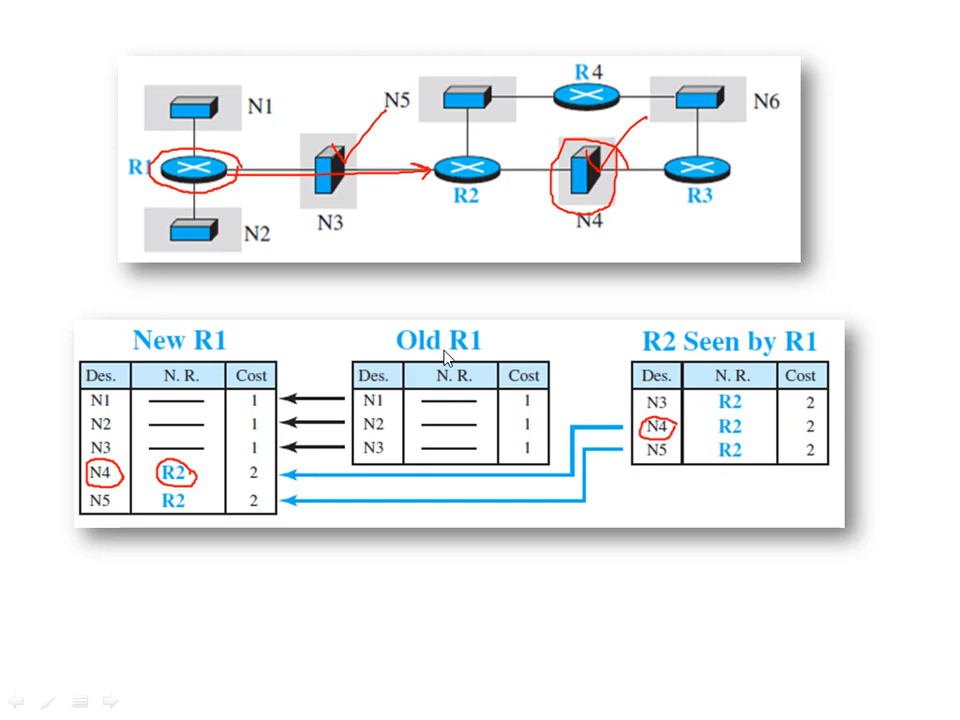 R4
N1 N5 N6
R1
R2 R3
N3 N4
N2
New R1 Old R1 R2 Seen by R1
Des. N. R. Cost Des. N. R. Cost Des. N. R. Cost
N1 1 N1 1 N3 R2 2
N2 1 N2 1 N4 R2 2
N3 1 N3 1 N5 R2 2
N4 R2 2
N5 R2 2